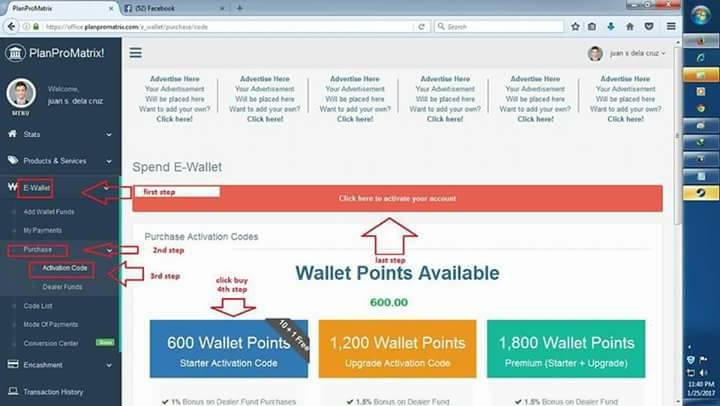 PlanProMatrix
(52) Facebook
https://office.planpromatrix.com/e_wallet/purchase/code
Search
PlanProMatrix!
juan s dela cruz
Welcome,
juan s. dela cruz
MENU
Stats
Products & Services
E-Wallet
Add Wallet Funds
My Payments
Purchase
Activation Code
Dealer Funds
Code List
Mode Of Payments
Conversion Center
Encashment
Transaction History
Advertise Here
Your Advertisement
Will be placed here
Want to add your own?
Click here!
Advertise Here
Your Advertisement
Will be placed here
Want to add your own?
Click here!
Advertise Here
Your Advertisement
Will be placed here
Want to add your own?
Click here!
Advertise Here
Your Advertisement
Will be placed here
Want to add your own?
Click here!
Advertise Here
Your Advertisement
Will be placed here
Want to add your own?
Click here!
Advertise Here
Your Advertisement
Will be placed here
Want to add your own?
Click here!
Spend E-Wallet
first step
Click here to activate your account
Purchase Activation Codes
2nd step
last step
3rd step
click buy
4th step
Wallet Points Available
600.00
600 Wallet Points
Starter Activation Code
10 + 1 Free
1,200 Wallet Points
Upgrade Activation Code
1,800 Wallet Points
Premium (Starter + Upgrade)
1% Bonus on Dealer Fund Purchases
1.5% Bonus on Dealer Fund
1.5% Bonus on Dealer Fund
11:40 PM
1/25/2017